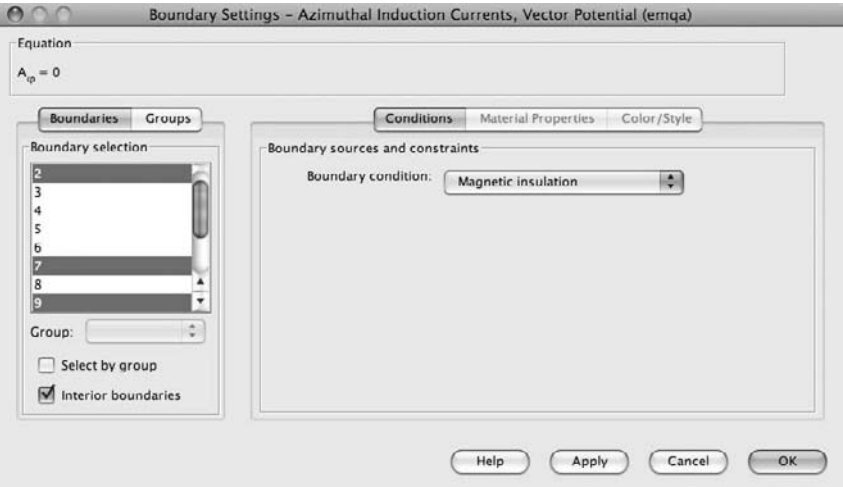 Boundary Settings – Azimuthal Induction Currents, Vector Potential (emqa)
Equation
Aφ = 0
Boundaries Groups
Boundary selection
2
3
4
5
6
7
8
9
Group:
Select by group
Interior boundaries
Conditions Material Properties Color/Style
Boundary sources and constraints
Boundary condition: Magnetic insulation
Help Apply Cancel OK